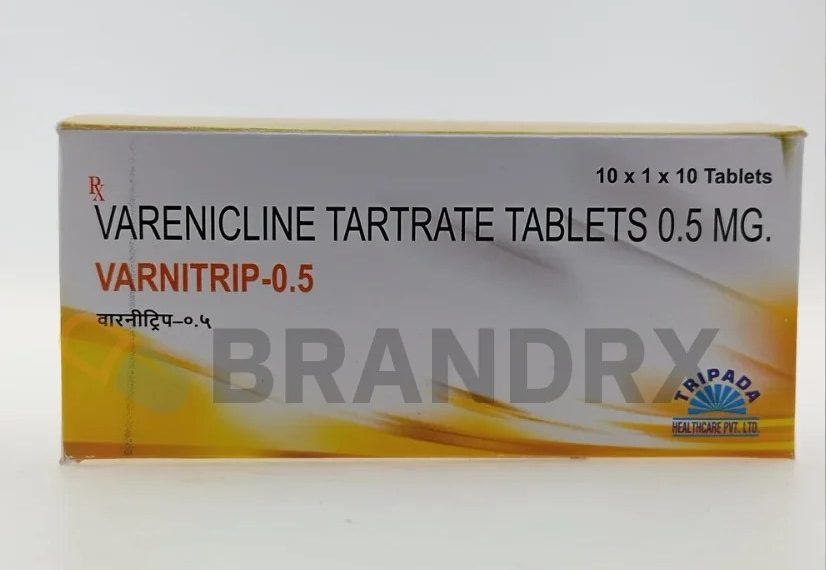 10 x 1 x 10 Tablets
Rx
VARENICLINE TARTRATE TABLETS 0.5 MG.
VARNITRIP-0.5
वारनीट्रिप–०.५
BRANDRX
TRIPADA
HEALTHCARE PVT. LTD.